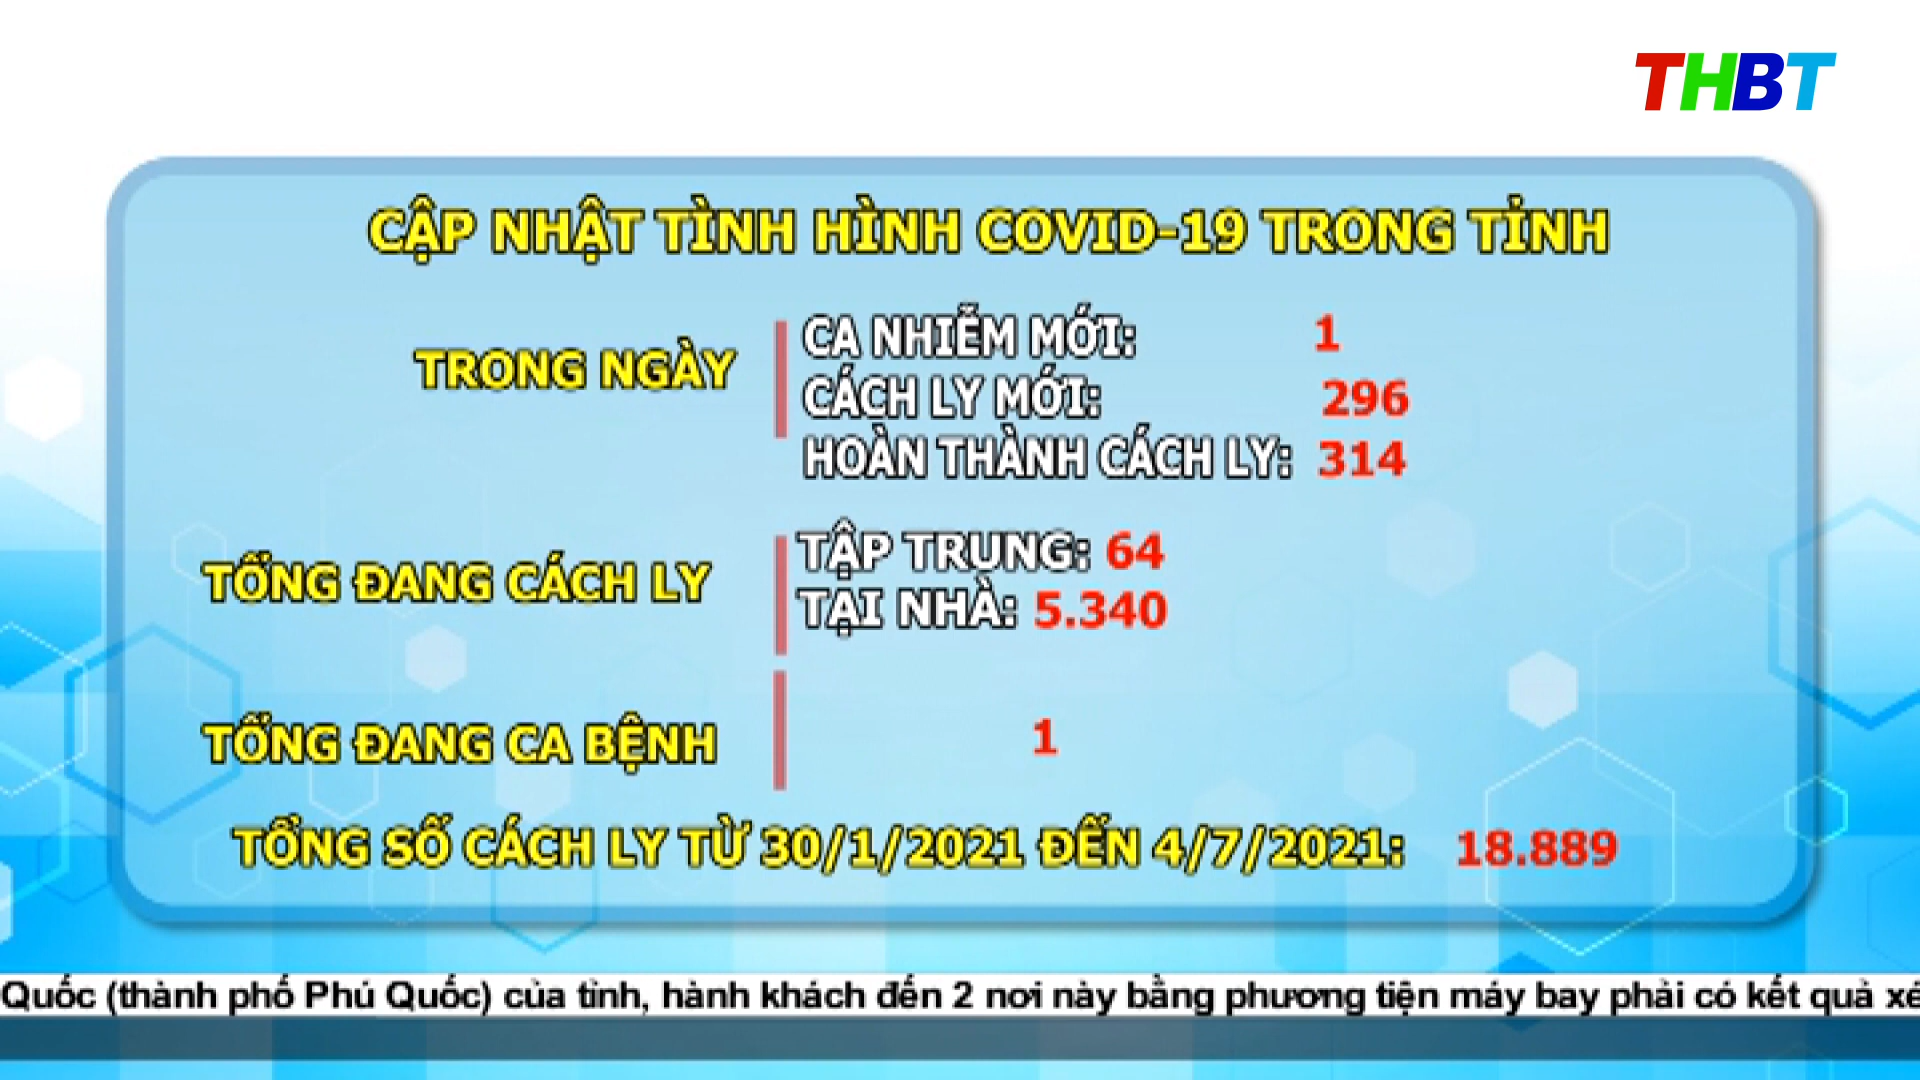 THBT
CẬP NHẬT TÌNH HÌNH COVID-19 TRONG TỈNH
TRONG NGÀY
CA NHIỄM MỚI: 1
CÁCH LY MỚI: 296
HOÀN THÀNH CÁCH LY: 314
TỔNG ĐANG CÁCH LY
TẬP TRUNG: 64
TẠI NHÀ: 5.340
TỔNG ĐANG CA BỆNH 1
TỔNG SỐ CÁCH LY TỪ 30/1/2021 ĐẾN 4/7/2021: 18.889
Quốc (thành phố Phú Quốc) của tỉnh, hành khách đến 2 nơi này bằng phương tiện máy bay phải có kết quả xé